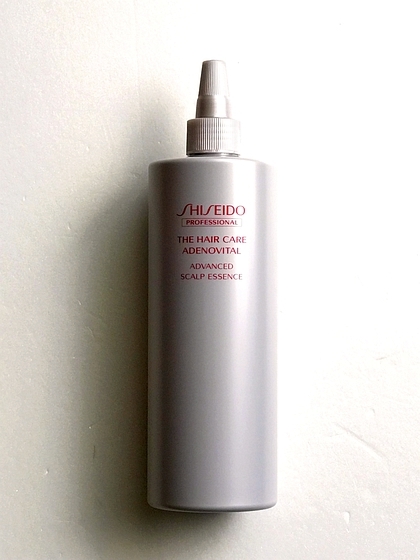 SHISEIDO
PROFESSIONAL
THE HAIR CARE
ADENOVITAL
ADVANCED
SCALP ESSENCE